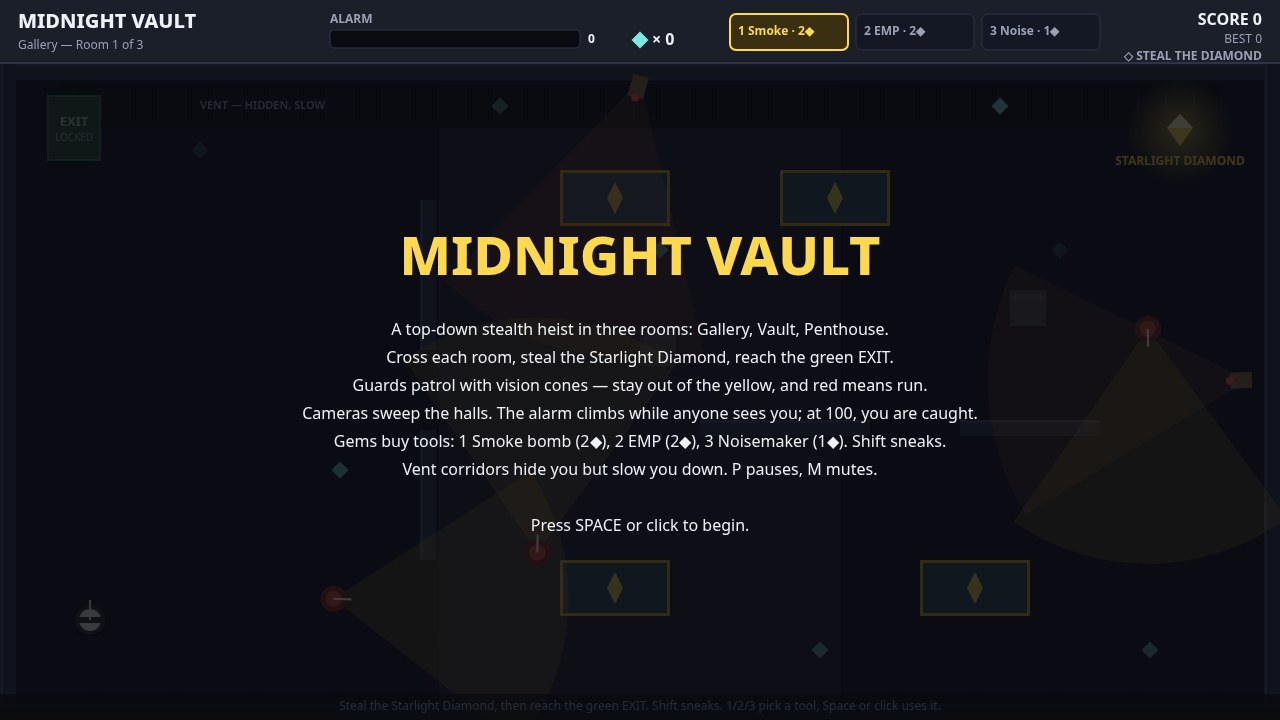 MIDNIGHT VAULT
Gallery — Room 1 of 3
ALARM
0
◆ × 0
1 Smoke · 2◆
2 EMP · 2◆
3 Noise · 1◆
SCORE 0
BEST 0
◇ STEAL THE DIAMOND
EXIT
LOCKED
VENT — HIDDEN, SLOW
STARLIGHT DIAMOND
MIDNIGHT VAULT
A top-down stealth heist in three rooms: Gallery, Vault, Penthouse.
Cross each room, steal the Starlight Diamond, reach the green EXIT.
Guards patrol with vision cones — stay out of the yellow, and red means run.
Cameras sweep the halls. The alarm climbs while anyone sees you; at 100, you are caught.
Gems buy tools: 1 Smoke bomb (2◆), 2 EMP (2◆), 3 Noisemaker (1◆). Shift sneaks.
Vent corridors hide you but slow you down. P pauses, M mutes.
Press SPACE or click to begin.
Steal the Starlight Diamond, then reach the green EXIT. Shift sneaks. 1/2/3 pick a tool, Space or click uses it.